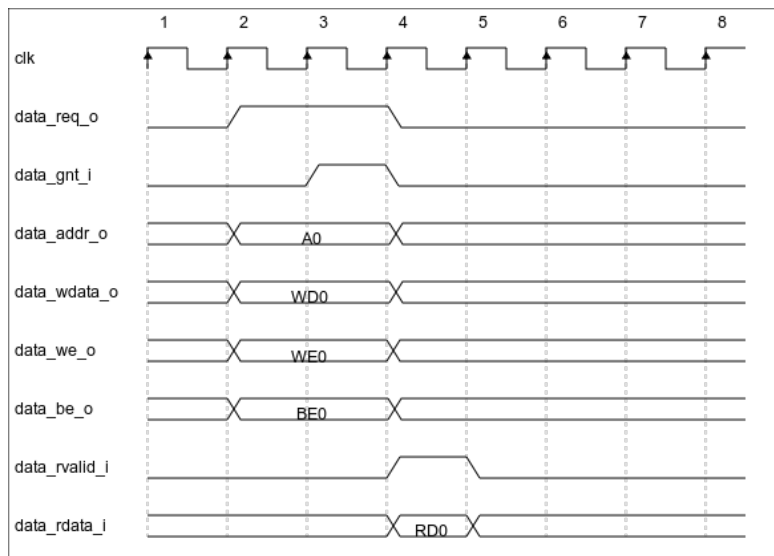 1 2 3 4 5 6 7 8
clk
data_req_o
data_gnt_i
data_addr_o A0
data_wdata_o WD0
data_we_o WE0
data_be_o BE0
data_rvalid_i
data_rdata_i RD0